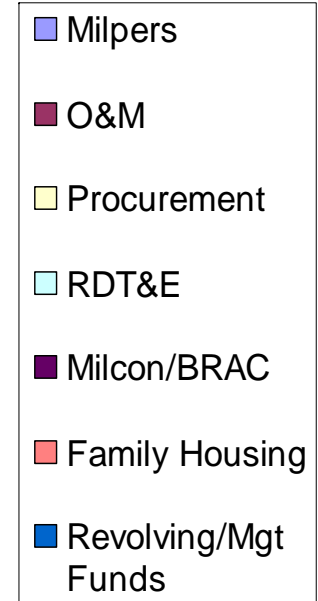 Milpers
O&M
Procurement
RDT&E
Milcon/BRAC
Family Housing
Revolving/Mgt
Funds